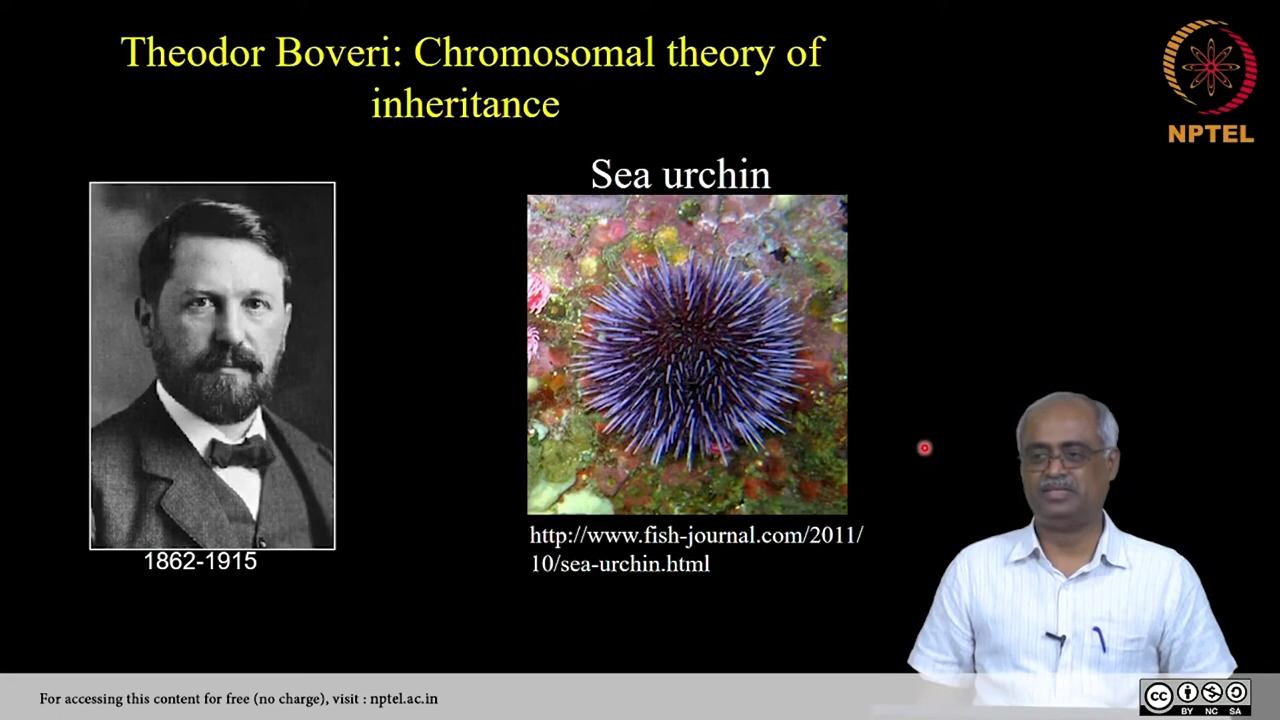 Theodor Boveri: Chromosomal theory of
inheritance
NPTEL
Sea urchin
1862-1915
http://www.fish-journal.com/2011/
10/sea-urchin.html
For accessing this content for free (no charge), visit : nptel.ac.in
cc
BY NC SA